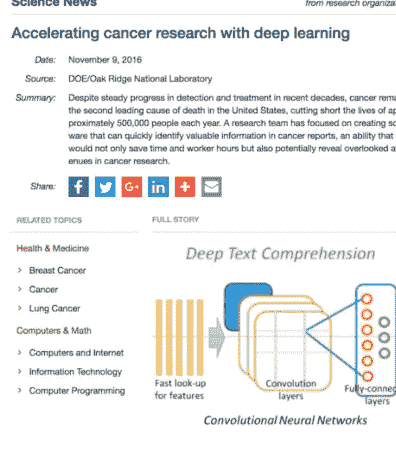 Science News
from research organiza
Accelerating cancer research with deep learning
Date: November 9, 2016
Source: DOE/Oak Ridge National Laboratory
Summary: Despite steady progress in detection and treatment in recent decades, cancer rema
the second leading cause of death in the United States, cutting short the lives of ap
proximately 500,000 people each year. A research team has focused on creating so
ware that can quickly identify valuable information in cancer reports, an ability that
would not only save time and worker hours but also potentially reveal overlooked a
enues in cancer research.
Share:
RELATED TOPICS
Health & Medicine
> Breast Cancer
> Cancer
> Lung Cancer
Computers & Math
> Computers and Internet
> Information Technology
> Computer Programming
FULL STORY
Deep Text Comprehension
Fast look-up
for features
Convolution
layers
Fully-connec
layers
Convolutional Neural Networks